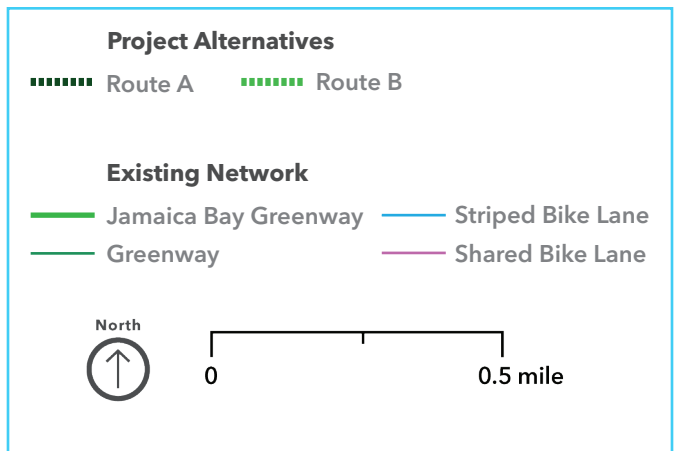 Project Alternatives
Route A Route B
Existing Network
Jamaica Bay Greenway Striped Bike Lane
Greenway Shared Bike Lane
North
0 0.5 mile